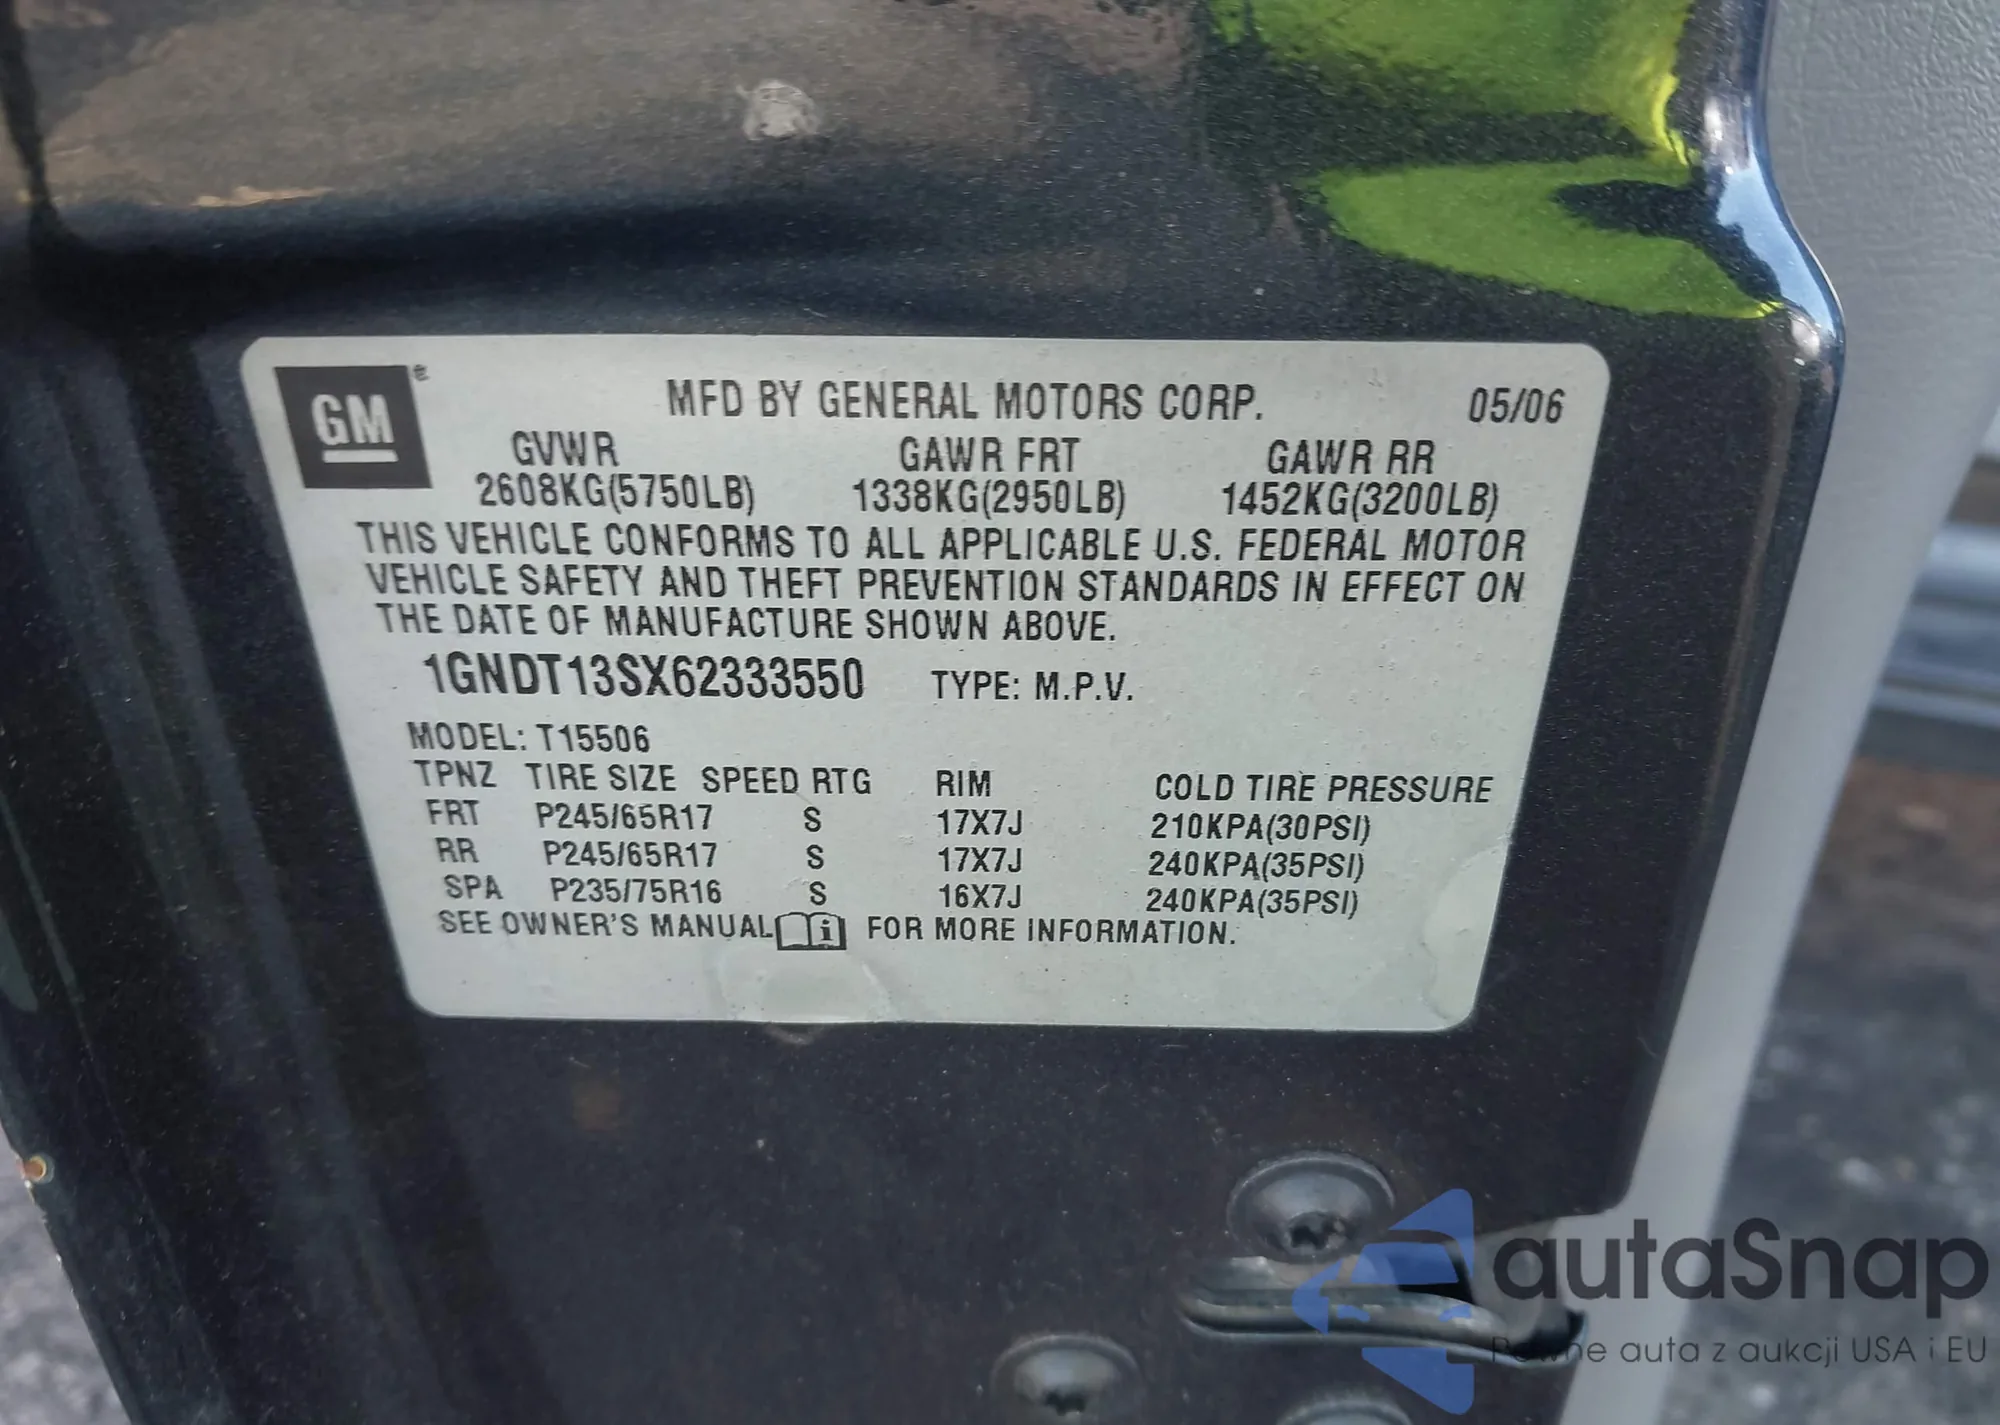 GM®
MFD BY GENERAL MOTORS CORP. 05/06
GVWR GAWR FRT GAWR RR
2608KG(5750LB) 1338KG(2950LB) 1452KG(3200LB)
THIS VEHICLE CONFORMS TO ALL APPLICABLE U.S. FEDERAL MOTOR
VEHICLE SAFETY AND THEFT PREVENTION STANDARDS IN EFFECT ON
THE DATE OF MANUFACTURE SHOWN ABOVE.
1GNDT13SX62333550 TYPE: M.P.V.
MODEL: T15506
TPNZ TIRE SIZE SPEED RTG RIM COLD TIRE PRESSURE
FRT P245/65R17 S 17X7J 210KPA(30PSI)
RR P245/65R17 S 17X7J 240KPA(35PSI)
SPA P235/75R16 S 16X7J 240KPA(35PSI)
SEE OWNER'S MANUAL i FOR MORE INFORMATION.
autaSnap
Pewne auta z aukcji USA i EU